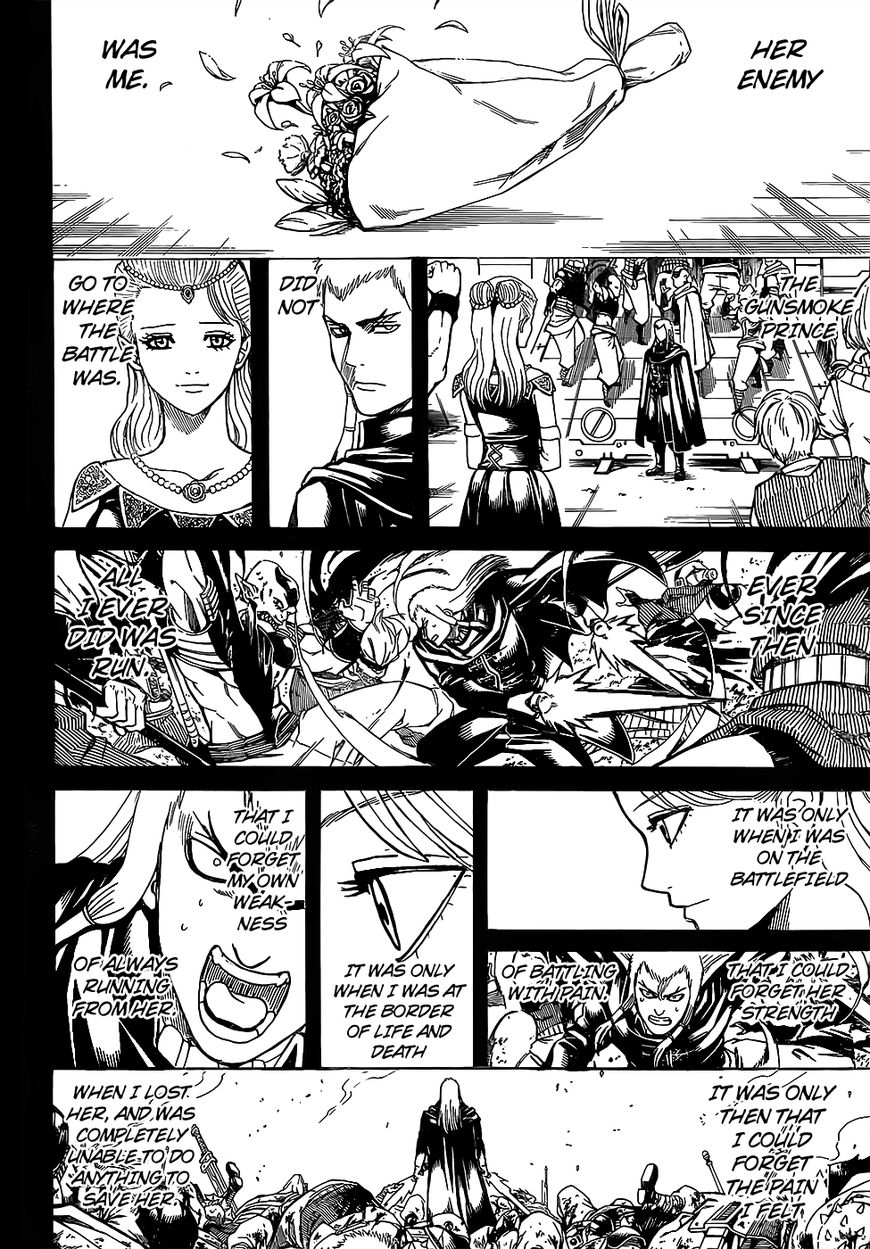 HER
ENEMY
WAS
ME.
THE
GUNSMOKE
PRINCE
DID
NOT
GO TO
WHERE
THE
BATTLE
WAS.
EVER
SINCE
THEN
ALL
I EVER
DID WAS
RUN.
IT WAS ONLY
WHEN I WAS
ON THE
BATTLEFIELD
THAT I COULD
FORGET HER
STRENGTH
OF BATTLING
WITH PAIN.
IT WAS ONLY
WHEN I WAS AT
THE BORDER
OF LIFE AND
DEATH
THAT I
COULD
FORGET
MY OWN
WEAK-
NESS
OF ALWAYS
RUNNING
FROM HER.
IT WAS ONLY
THEN THAT
I COULD
FORGET
THE PAIN
I FELT
WHEN I LOST
HER, AND WAS
COMPLETELY
UNABLE TO DO
ANYTHING TO
SAVE HER.